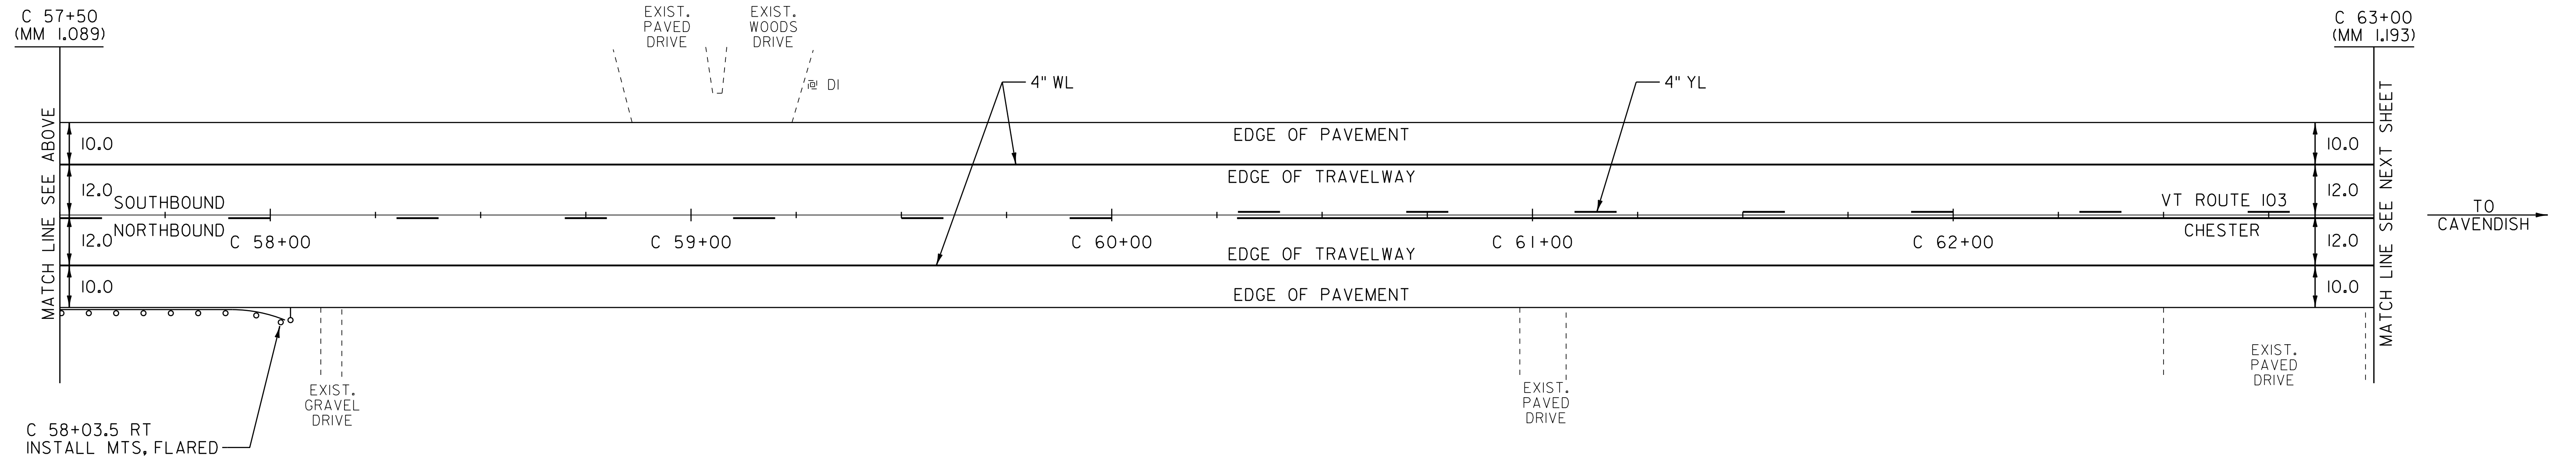 C 57+50
(MM 1.089)
EXIST.
PAVED
DRIVE
EXIST.
WOODS
DRIVE
@ DI
4" WL
4" YL
C 63+00
(MM 1.193)
MATCH LINE SEE ABOVE
10.0
EDGE OF PAVEMENT
10.0
12.0
SOUTHBOUND
EDGE OF TRAVELWAY
VT ROUTE 103
12.0
12.0
NORTHBOUND
C 58+00
C 59+00
C 60+00
C 61+00
C 62+00
CHESTER
12.0
TO
CAVENDISH
EDGE OF TRAVELWAY
10.0
EDGE OF PAVEMENT
10.0
MATCH LINE SEE NEXT SHEET
EXIST.
GRAVEL
DRIVE
EXIST.
PAVED
DRIVE
EXIST.
PAVED
DRIVE
C 58+03.5 RT
INSTALL MTS, FLARED